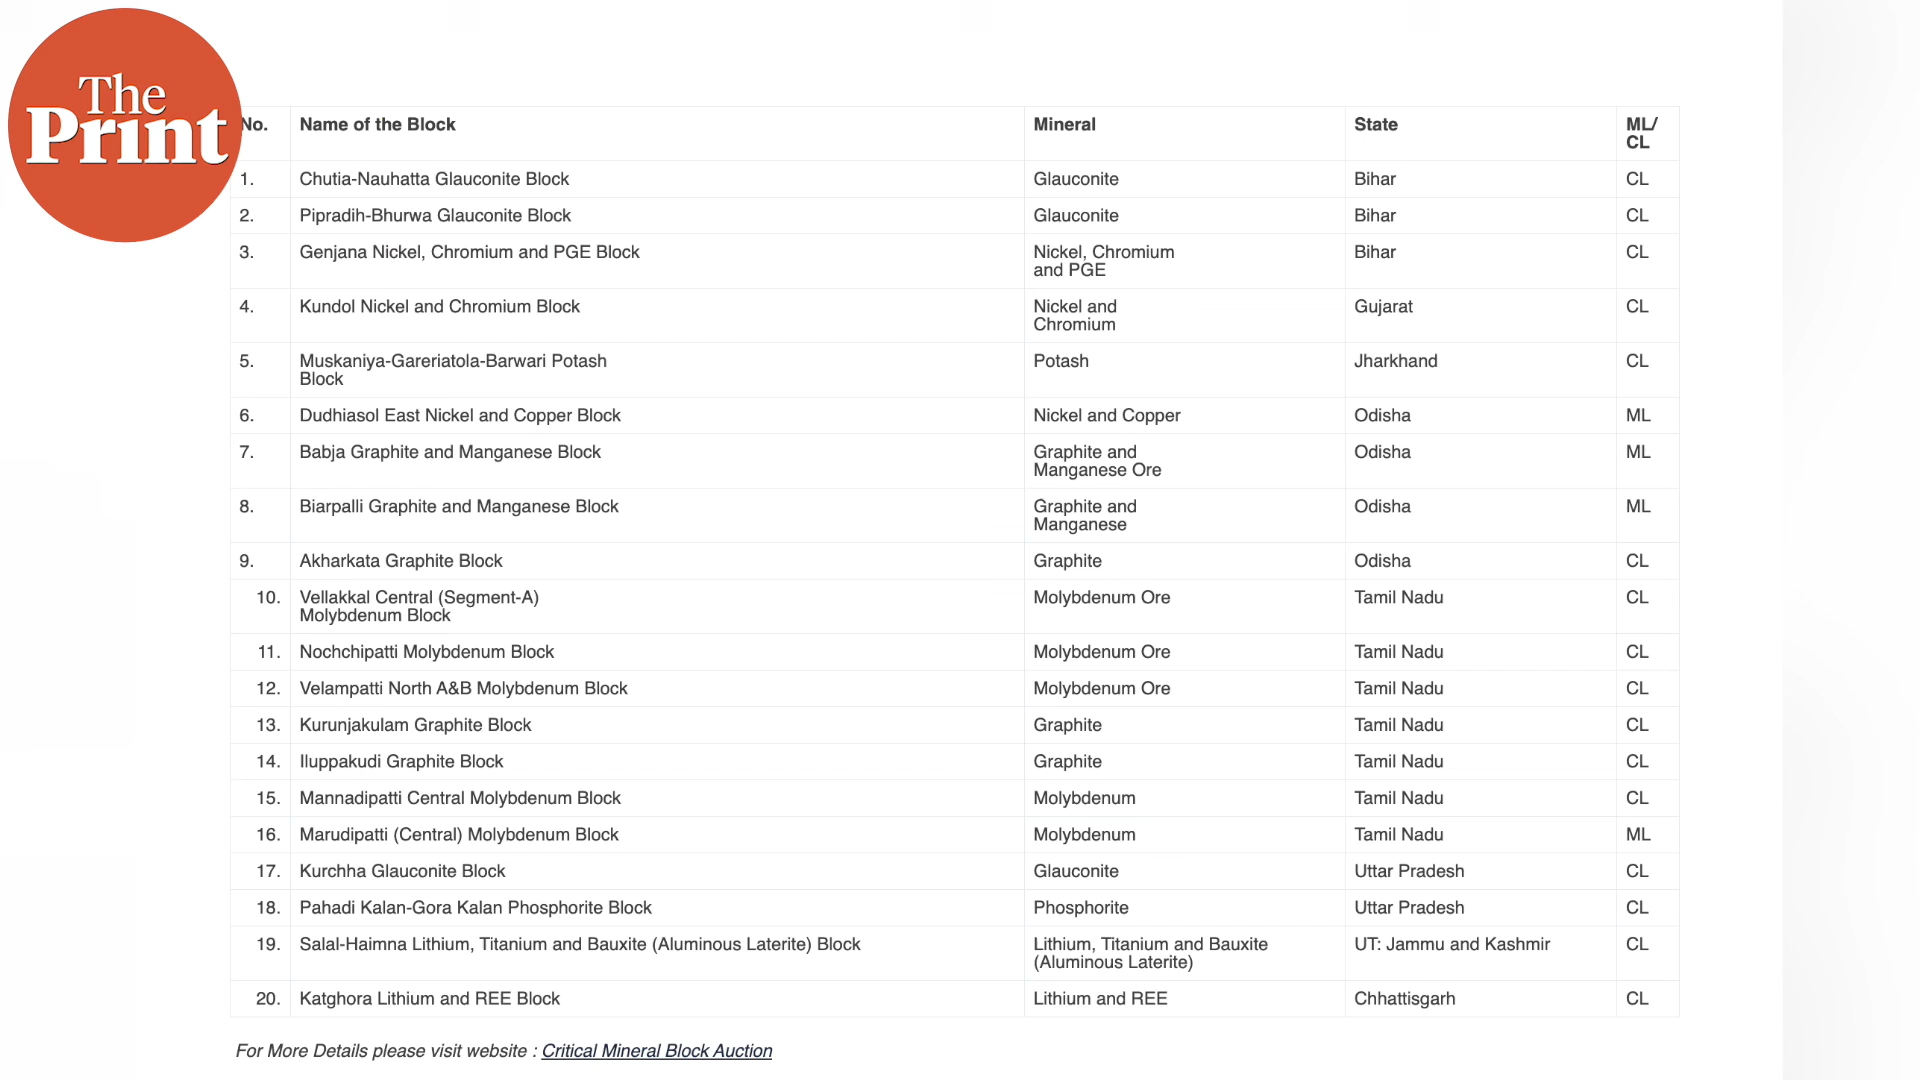 The
Print
No. Name of the Block Mineral State ML/
CL
1. Chutia-Nauhatta Glauconite Block Glauconite Bihar CL
2. Pipradih-Bhurwa Glauconite Block Glauconite Bihar CL
3. Genjana Nickel, Chromium and PGE Block Nickel, Chromium Bihar CL
and PGE
4. Kundol Nickel and Chromium Block Nickel and Gujarat CL
Chromium
5. Muskaniya-Gareriatola-Barwari Potash Potash Jharkhand CL
Block
6. Dudhiasol East Nickel and Copper Block Nickel and Copper Odisha ML
7. Babja Graphite and Manganese Block Graphite and Odisha ML
Manganese Ore
8. Biarpalli Graphite and Manganese Block Graphite and Odisha ML
Manganese
9. Akharkata Graphite Block Graphite Odisha CL
10. Vellakkal Central (Segment-A) Molybdenum Ore Tamil Nadu CL
Molybdenum Block
11. Nochchipatti Molybdenum Block Molybdenum Ore Tamil Nadu CL
12. Velampatti North A&B Molybdenum Block Molybdenum Ore Tamil Nadu CL
13. Kurunjakulam Graphite Block Graphite Tamil Nadu CL
14. Iluppakudi Graphite Block Graphite Tamil Nadu CL
15. Mannadipatti Central Molybdenum Block Molybdenum Tamil Nadu CL
16. Marudipatti (Central) Molybdenum Block Molybdenum Tamil Nadu ML
17. Kurchha Glauconite Block Glauconite Uttar Pradesh CL
18. Pahadi Kalan-Gora Kalan Phosphorite Block Phosphorite Uttar Pradesh CL
19. Salal-Haimna Lithium, Titanium and Bauxite (Aluminous Laterite) Block Lithium, Titanium and Bauxite UT: Jammu and Kashmir CL
(Aluminous Laterite)
20. Katghora Lithium and REE Block Lithium and REE Chhattisgarh CL
For More Details please visit website : Critical Mineral Block Auction